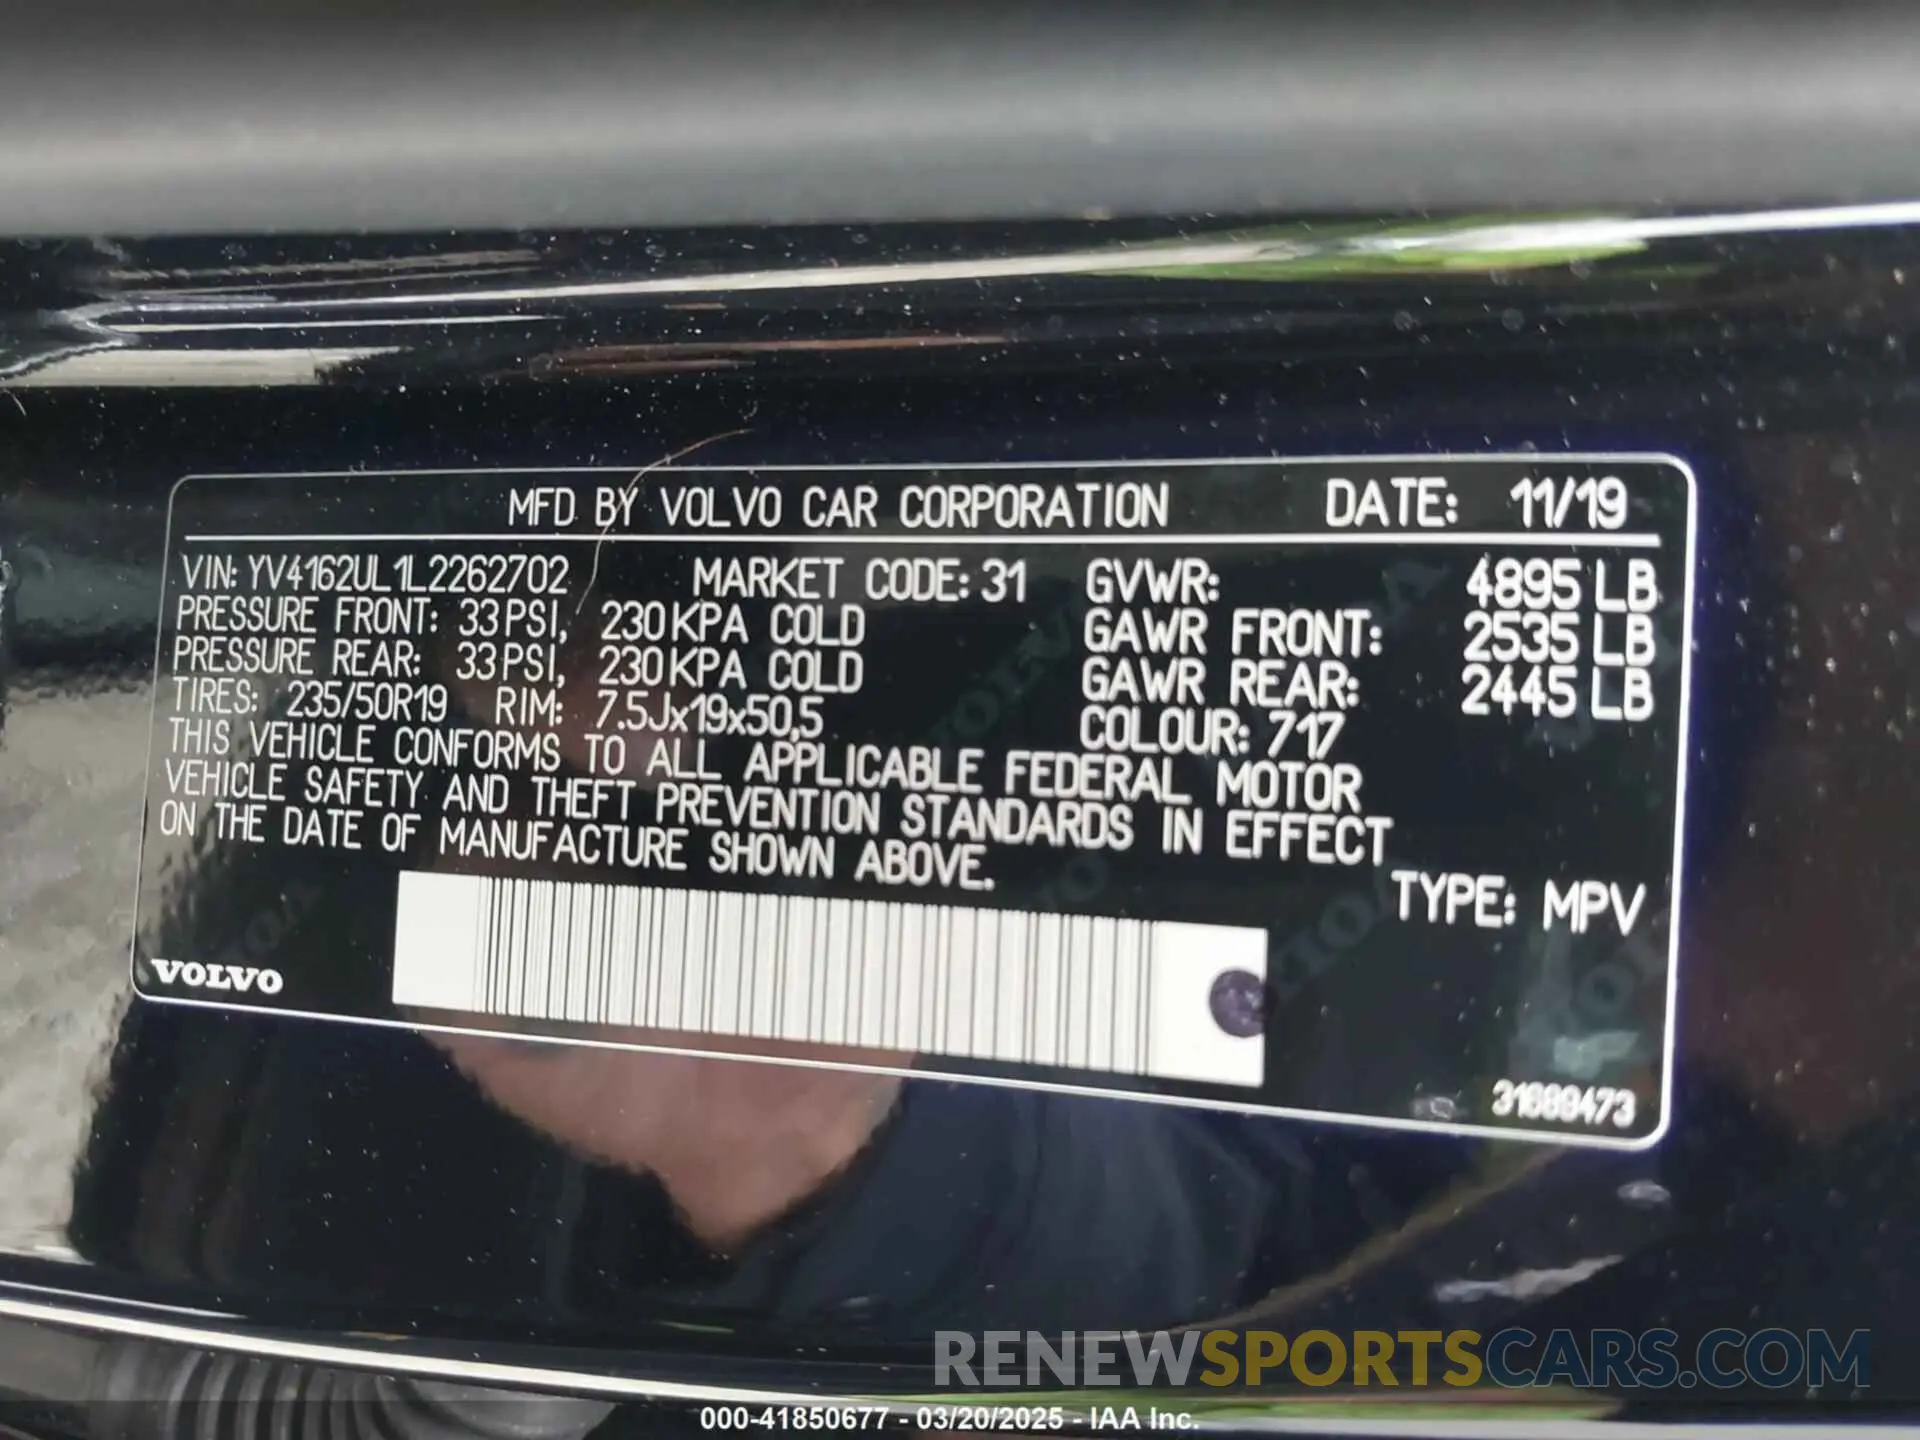 MFD BY VOLVO CAR CORPORATION DATE: 11/19
VIN: YV4162UL1L2262702 MARKET CODE: 31 GVWR: 4895 LB
PRESSURE FRONT: 33 PSI, 230 KPA COLD GAWR FRONT: 2535 LB
PRESSURE REAR: 33 PSI, 230 KPA COLD GAWR REAR: 2445 LB
TIRES: 235/50R19 RIM: 7.5Jx19x50,5 COLOUR: 717
THIS VEHICLE CONFORMS TO ALL APPLICABLE FEDERAL MOTOR
VEHICLE SAFETY AND THEFT PREVENTION STANDARDS IN EFFECT
ON THE DATE OF MANUFACTURE SHOWN ABOVE.
TYPE: MPV
VOLVO
RENEWSPORTSCARS.COM
000-41850677 - 03/20/2025 - IAA Inc.